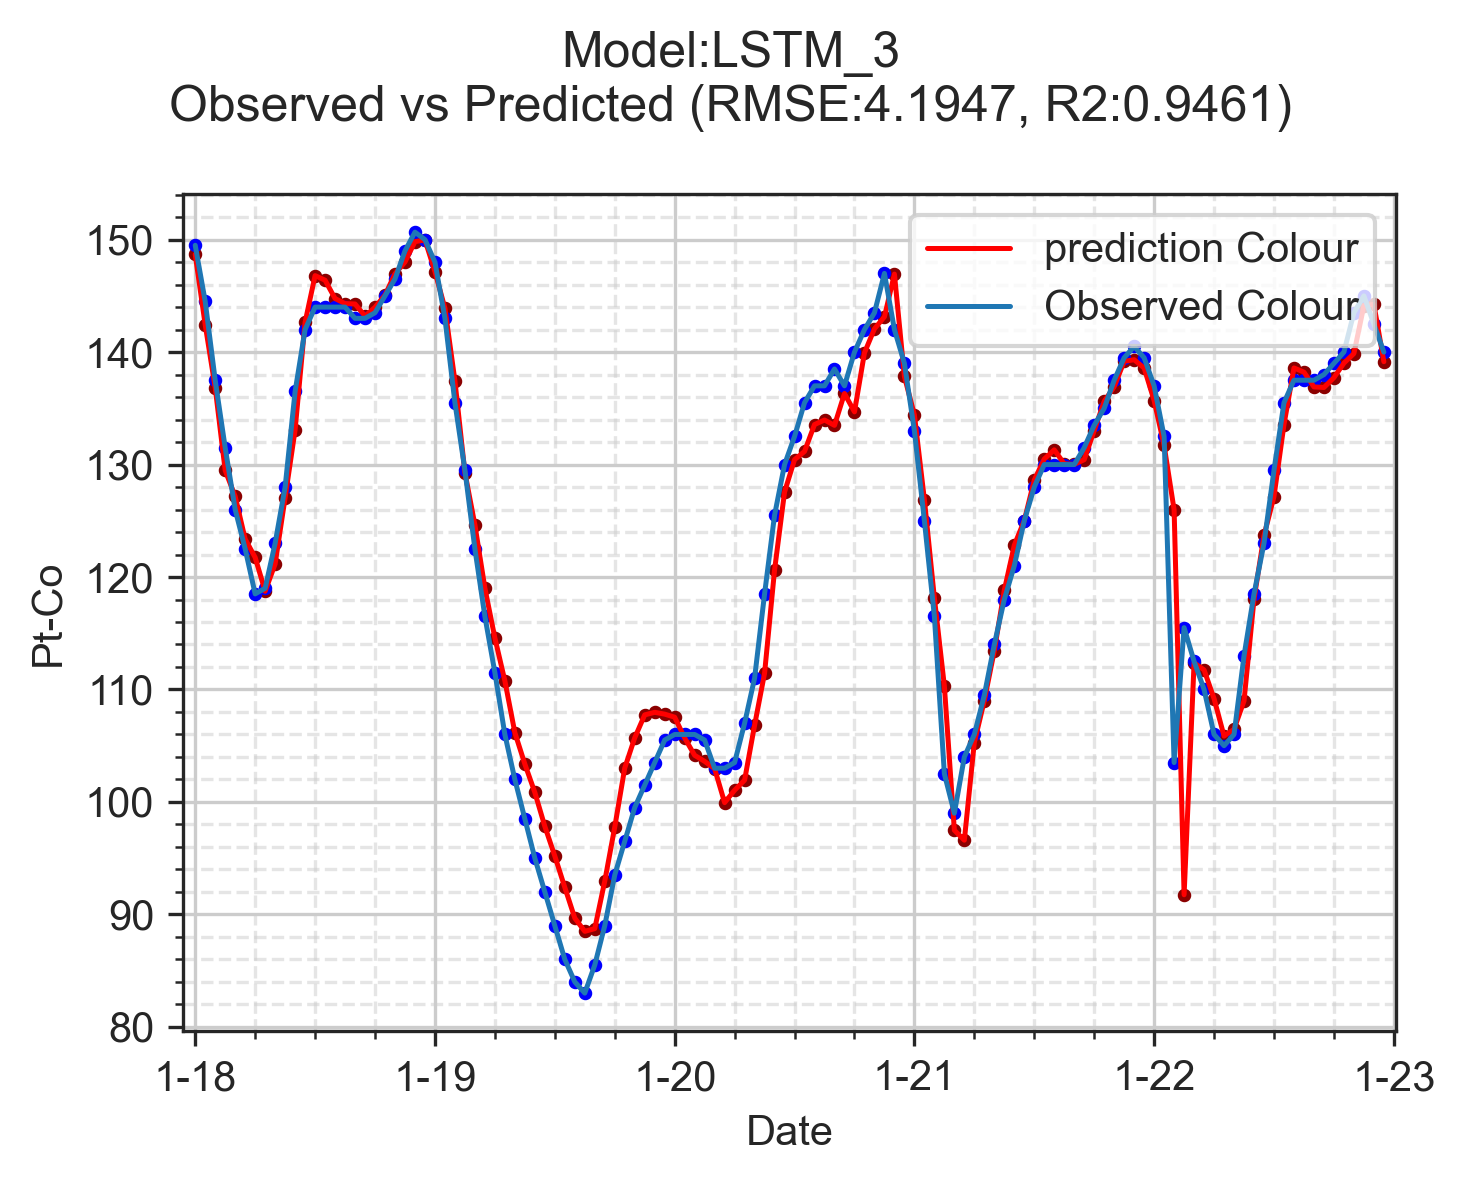 Model:LSTM_3
Observed vs Predicted (RMSE:4.1947, R2:0.9461)
prediction Colour
Observed Colour
150
140
130
120
110
100
90
80
Pt-Co
1-18
1-19
1-20
1-21
1-22
1-23
Date